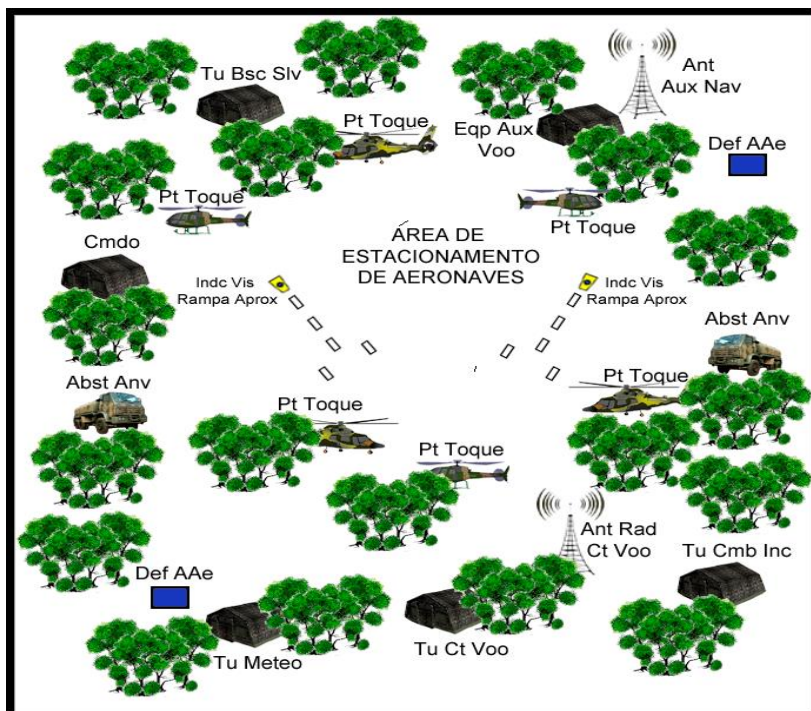 Tu Bsc Slv
Ant
Aux Nav
Pt Toque
Eqp Aux
Voo
Def AAe
Pt Toque
Pt Toque
Cmdo
ÁREA DE
ESTACIONAMENTO
DE AERONAVES
Indc Vis
Rampa Aprox
Indc Vis
Rampa Aprox
Abst Anv
Abst Anv
Pt Toque
Pt Toque
Pt Toque
Ant Rad
Ct Voo
Tu Cmb Inc
Def AAe
Tu Meteo
Tu Ct Voo